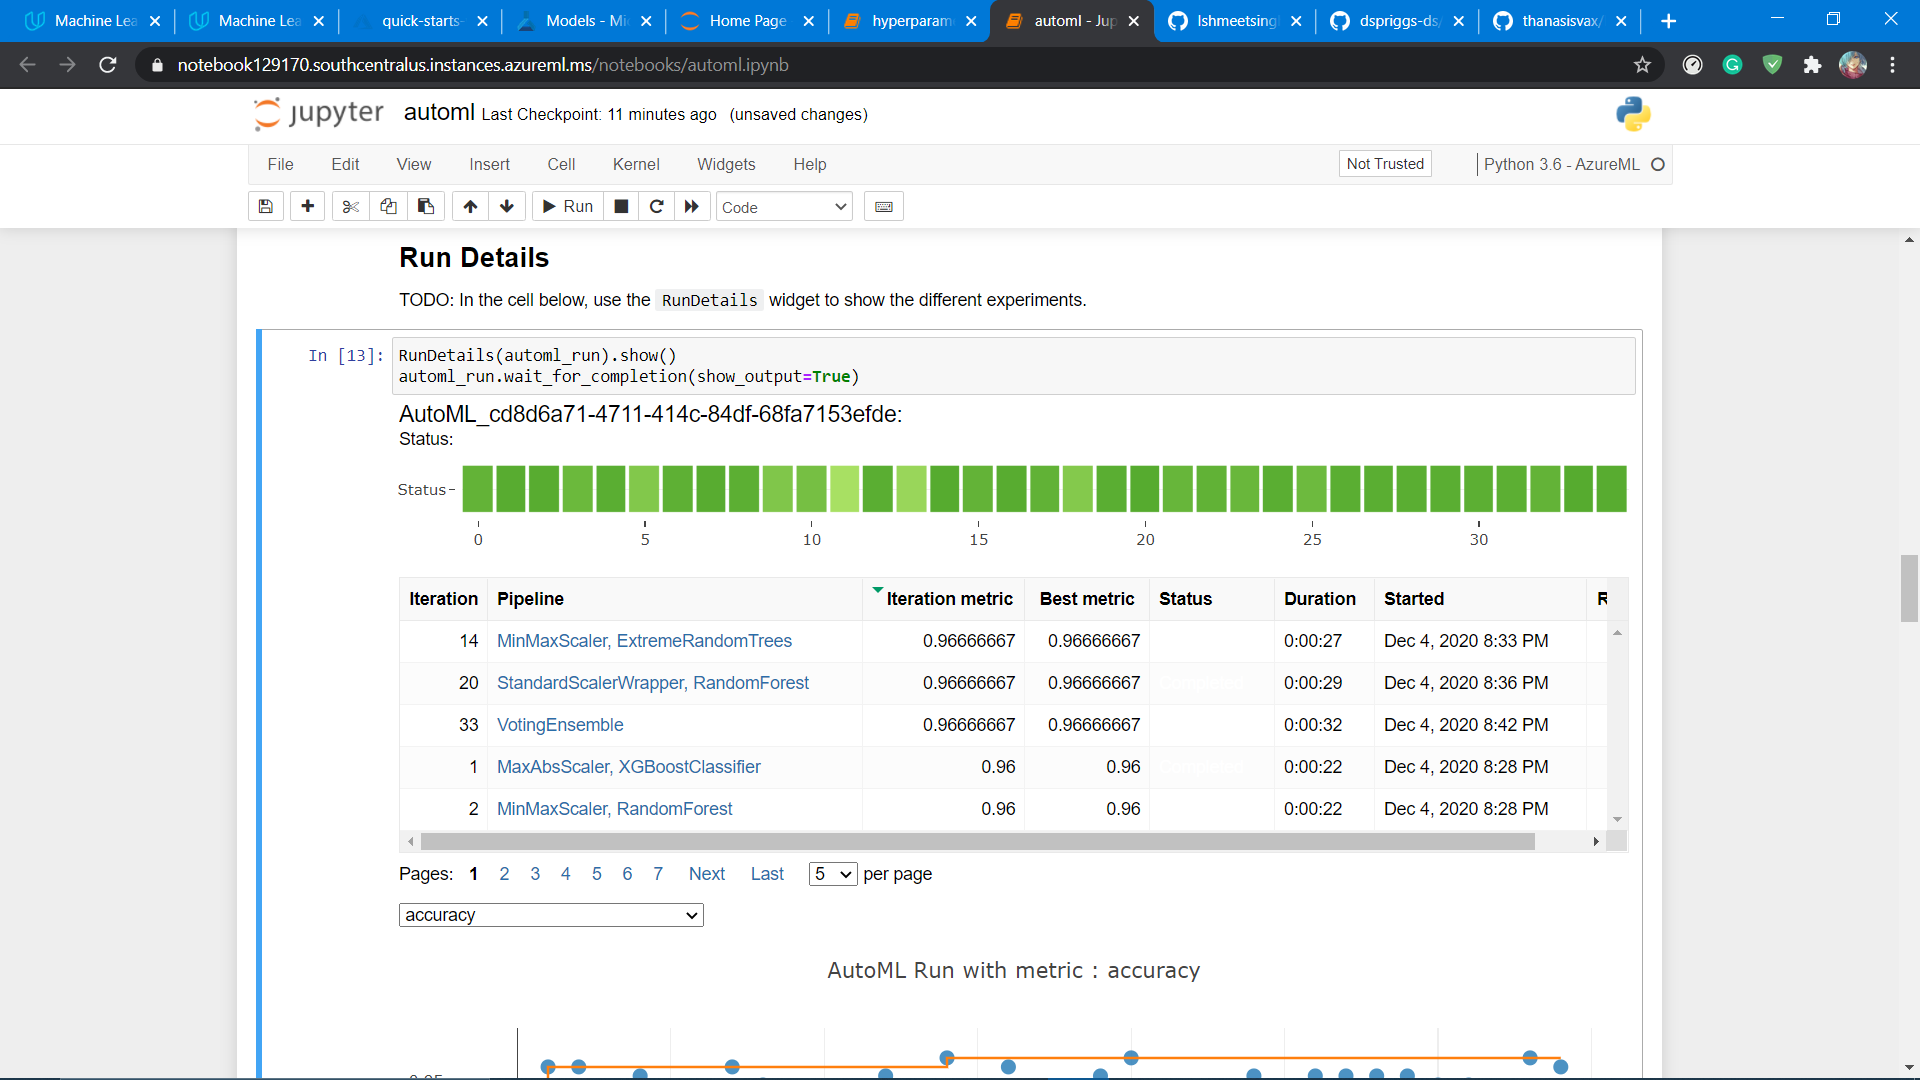 Machine Lea
Machine Lea
quick-starts-
Models - Mic
Home Page
hyperparam
automl - Jup
Ishmeetsing
dspriggs-ds/
thanasisvax/
notebook129170.southcentralus.instances.azureml.ms/notebooks/automl.ipynb
jupyter automl Last Checkpoint: 11 minutes ago (unsaved changes)
File Edit View Insert Cell Kernel Widgets Help Not Trusted Python 3.6 - AzureML
Run Code
Run Details
TODO: In the cell below, use the RunDetails widget to show the different experiments.
In [13]: RunDetails(automl_run).show()
automl_run.wait_for_completion(show_output=True)
AutoML_cd8d6a71-4711-414c-84df-68fa7153efde:
Status:
Status
0 5 10 15 20 25 30
Iteration Pipeline Iteration metric Best metric Status Duration Started R
14 MinMaxScaler, ExtremeRandomTrees 0.96666667 0.96666667 0:00:27 Dec 4, 2020 8:33 PM
20 StandardScalerWrapper, RandomForest 0.96666667 0.96666667 Completed 0:00:29 Dec 4, 2020 8:36 PM
33 VotingEnsemble 0.96666667 0.96666667 0:00:32 Dec 4, 2020 8:42 PM
1 MaxAbsScaler, XGBoostClassifier 0.96 0.96 Completed 0:00:22 Dec 4, 2020 8:28 PM
2 MinMaxScaler, RandomForest 0.96 0.96 0:00:22 Dec 4, 2020 8:28 PM
Pages: 1 2 3 4 5 6 7 Next Last 5 per page
accuracy
AutoML Run with metric : accuracy